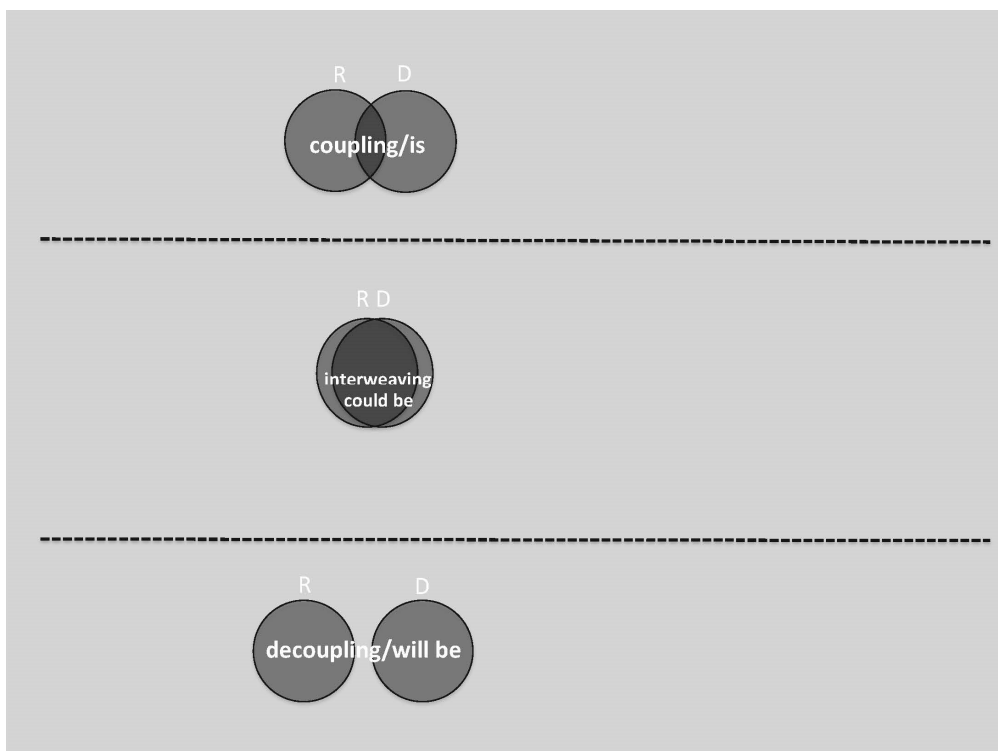 R D
coupling/is
R D
interweaving
could be
R D
decoupling/will be